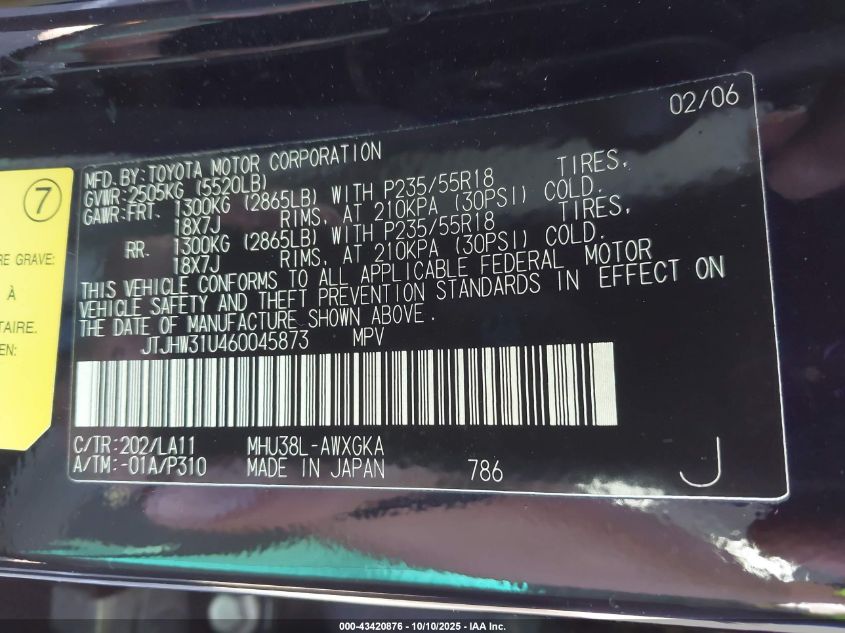 02/06
MFD.BY:TOYOTA MOTOR CORPORATION
GVWR:2505KG (5520LB)
GAWR:FRT. 1300KG (2865LB) WITH P235/55R18 TIRES,
18X7J RIMS, AT 210KPA (30PSI) COLD.
RR. 1300KG (2865LB) WITH P235/55R18 TIRES,
18X7J RIMS, AT 210KPA (30PSI) COLD.
THIS VEHICLE CONFORMS TO ALL APPLICABLE FEDERAL MOTOR
VEHICLE SAFETY AND THEFT PREVENTION STANDARDS IN EFFECT ON
THE DATE OF MANUFACTURE SHOWN ABOVE.
JTJHW31U460045873 MPV
C/TR:202/LA11 MHU38L-AWXGKA
A/TM:-01A/P310 MADE IN JAPAN 786 J
7
RE GRAVE:
À
TAIRE.
EN:
000-43420876 - 10/10/2025 - IAA Inc.